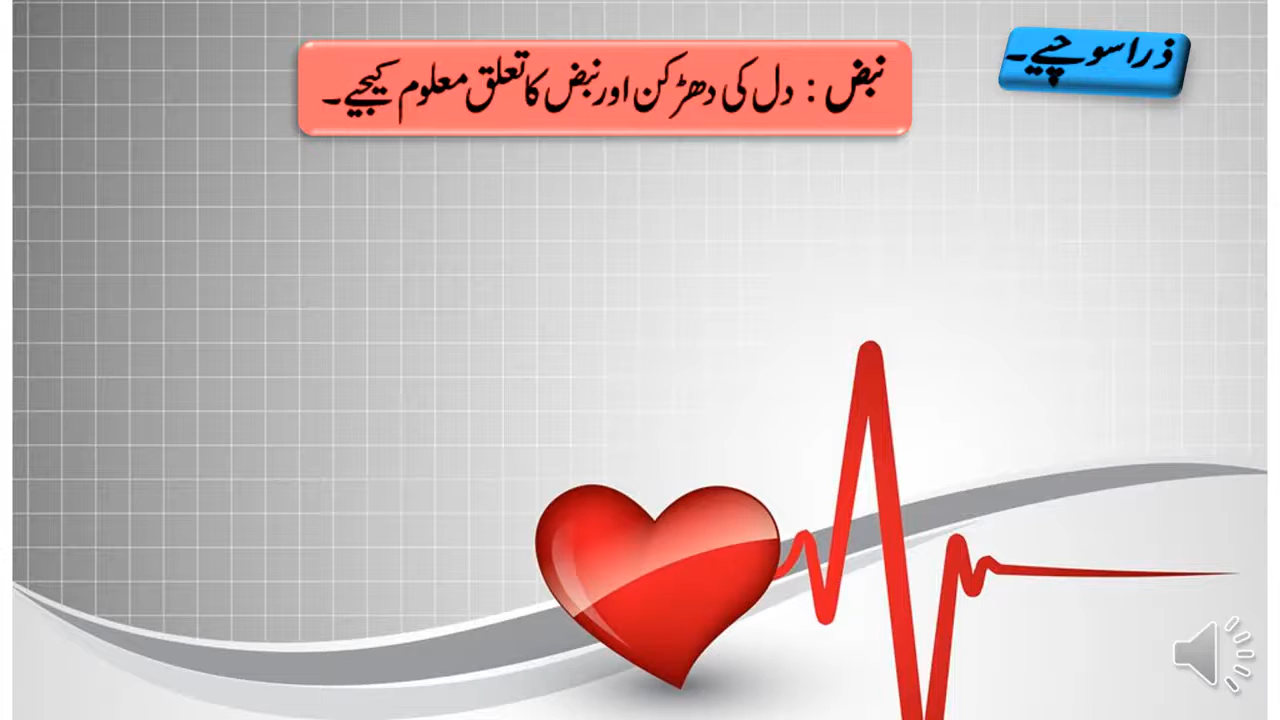 ذرا سوچیے۔
نبض : دل کی دھڑکن اور نبض کا تعلق معلوم کیجیے۔